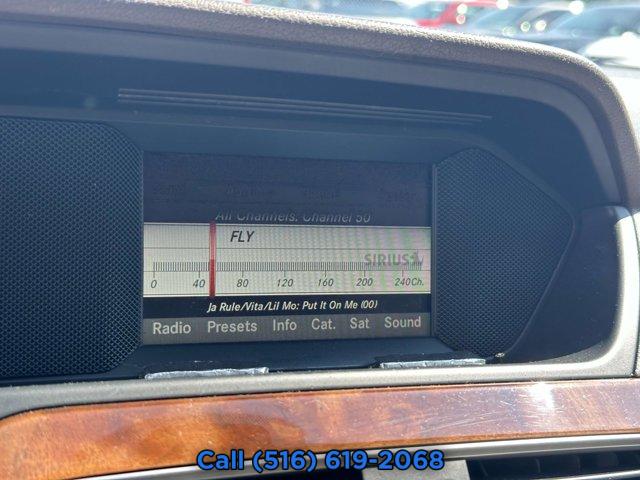 All Channels, Channel 50
FLY
SIRIUS
0 40 80 120 160 200 240Ch.
Ja Rule/Vita/Lil Mo: Put It On Me (00)
Radio Presets Info Cat. Sat Sound
Call (516) 619-2068